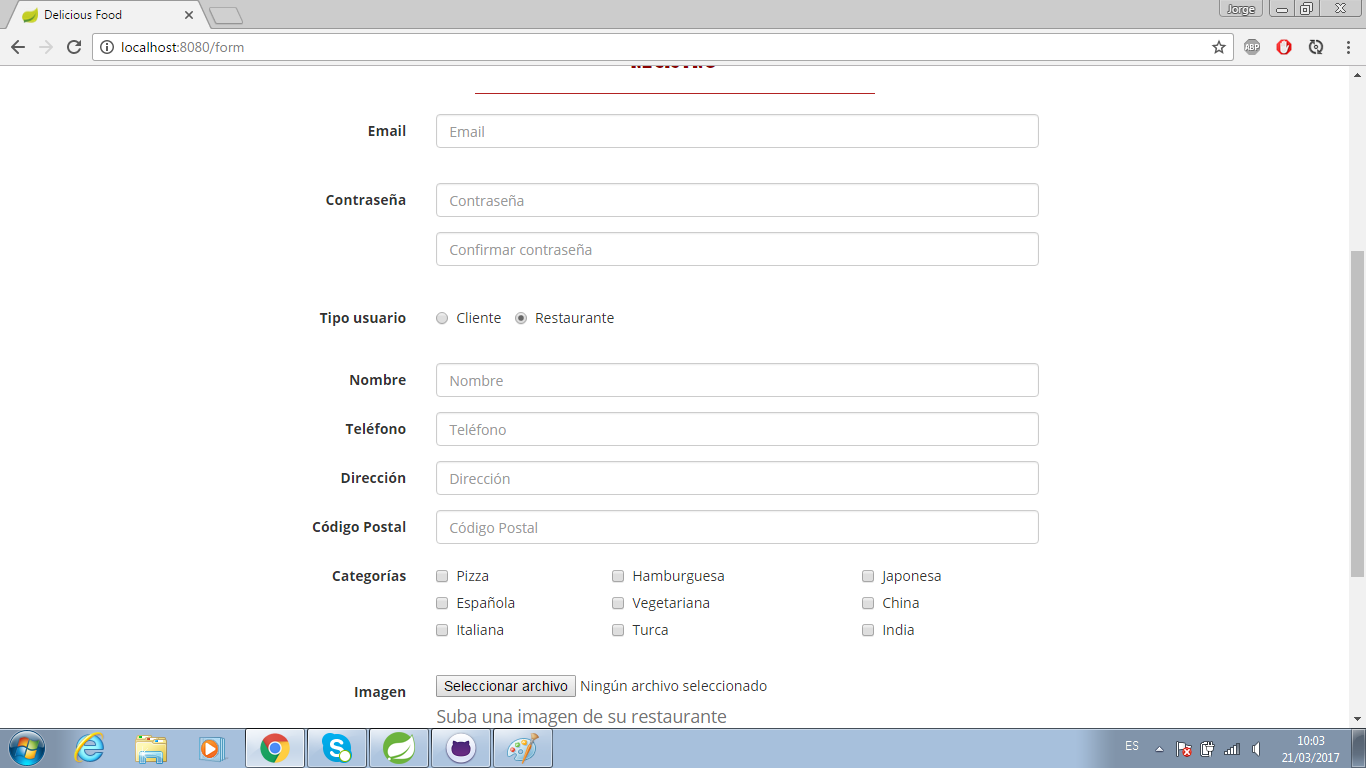 Delicious Food
Jorge
localhost:8080/form
ABP
Email
Email
Contraseña
Contraseña
Confirmar contraseña
Tipo usuario
Cliente
Restaurante
Nombre
Nombre
Teléfono
Teléfono
Dirección
Dirección
Código Postal
Código Postal
Categorías
Pizza
Hamburguesa
Japonesa
Española
Vegetariana
China
Italiana
Turca
India
Imagen
Seleccionar archivo
Ningún archivo seleccionado
Suba una imagen de su restaurante
ES
10:03
21/03/2017